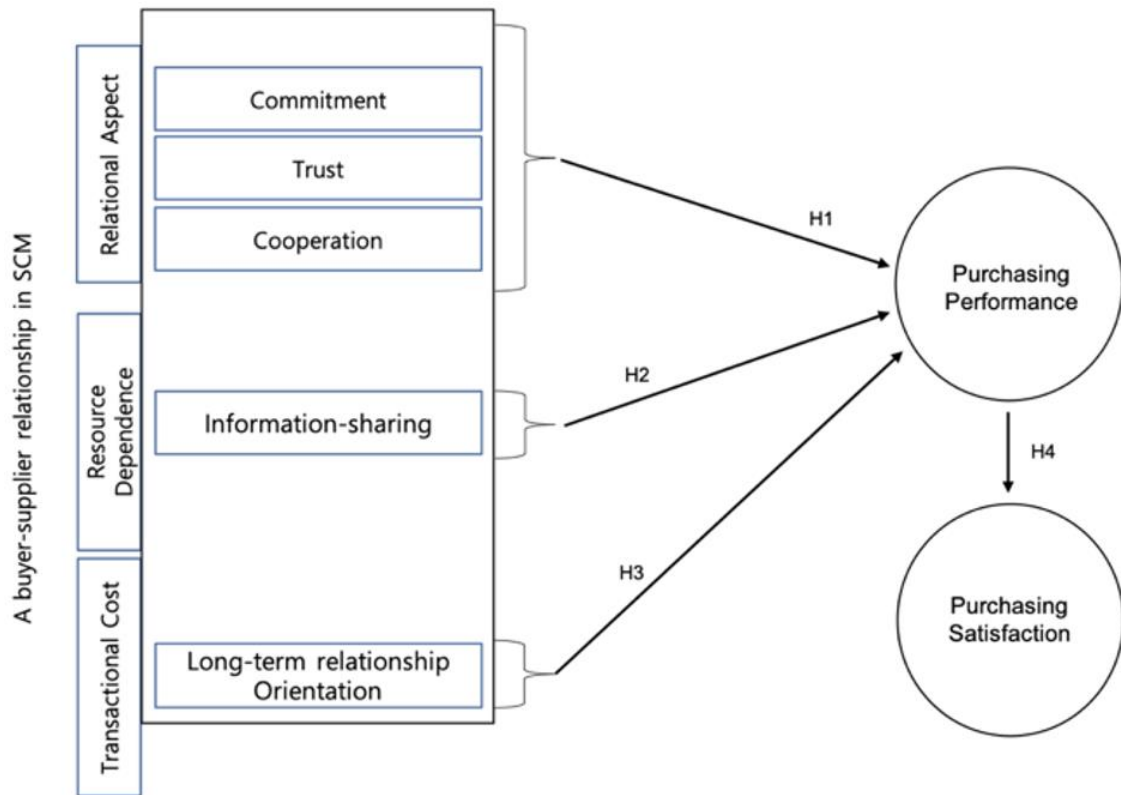 A buyer-supplier relationship in SCM
Relational Aspect
Commitment
Trust
Cooperation
Resource
Dependence
Information-sharing
Transactional Cost
Long-term relationship
Orientation
H1
H2
H3
Purchasing
Performance
H4
Purchasing
Satisfaction